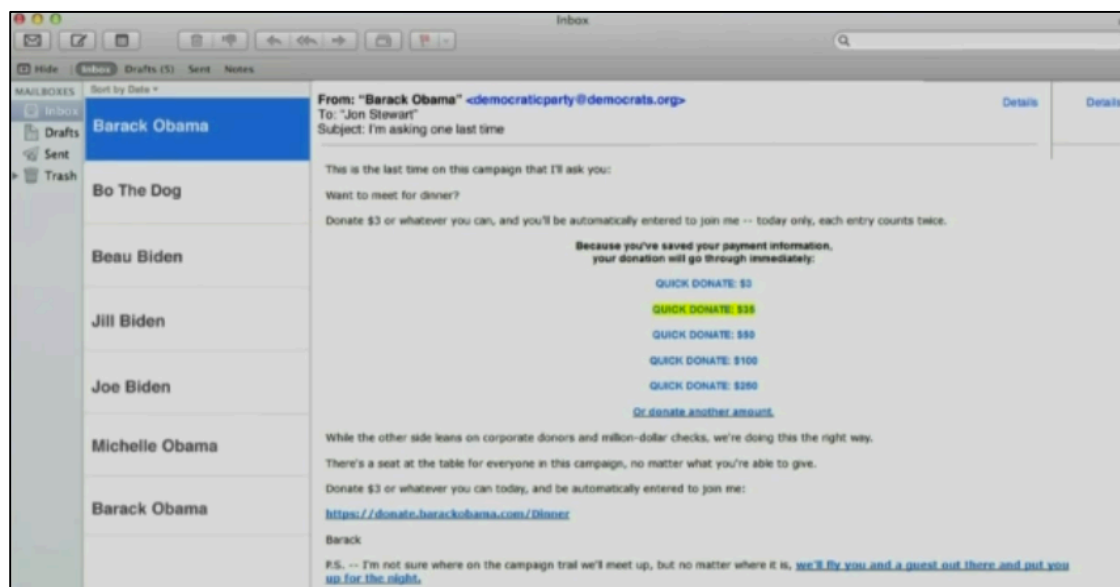 Inbox
Hide Inbox Drafts (5) Sent Notes
MAILBOXES
Inbox
Drafts
Sent
Trash
Sort by Date
Barack Obama
Bo The Dog
Beau Biden
Jill Biden
Joe Biden
Michelle Obama
Barack Obama
From: "Barack Obama" <democraticparty@democrats.org>
To: "Jon Stewart"
Subject: I'm asking one last time
Details
Details
This is the last time on this campaign that I'll ask you:
Want to meet for dinner?
Donate $3 or whatever you can, and you'll be automatically entered to join me -- today only, each entry counts twice.
Because you've saved your payment information,
your donation will go through immediately:
QUICK DONATE: $3
QUICK DONATE: $35
QUICK DONATE: $50
QUICK DONATE: $100
QUICK DONATE: $250
Or donate another amount.
While the other side leans on corporate donors and million-dollar checks, we're doing this the right way.
There's a seat at the table for everyone in this campaign, no matter what you're able to give.
Donate $3 or whatever you can today, and be automatically entered to join me:
https://donate.barackobama.com/Dinner
Barack
P.S. -- I'm not sure where on the campaign trail we'll meet up, but no matter where it is, we'll fly you and a guest out there and put you
up for the night.